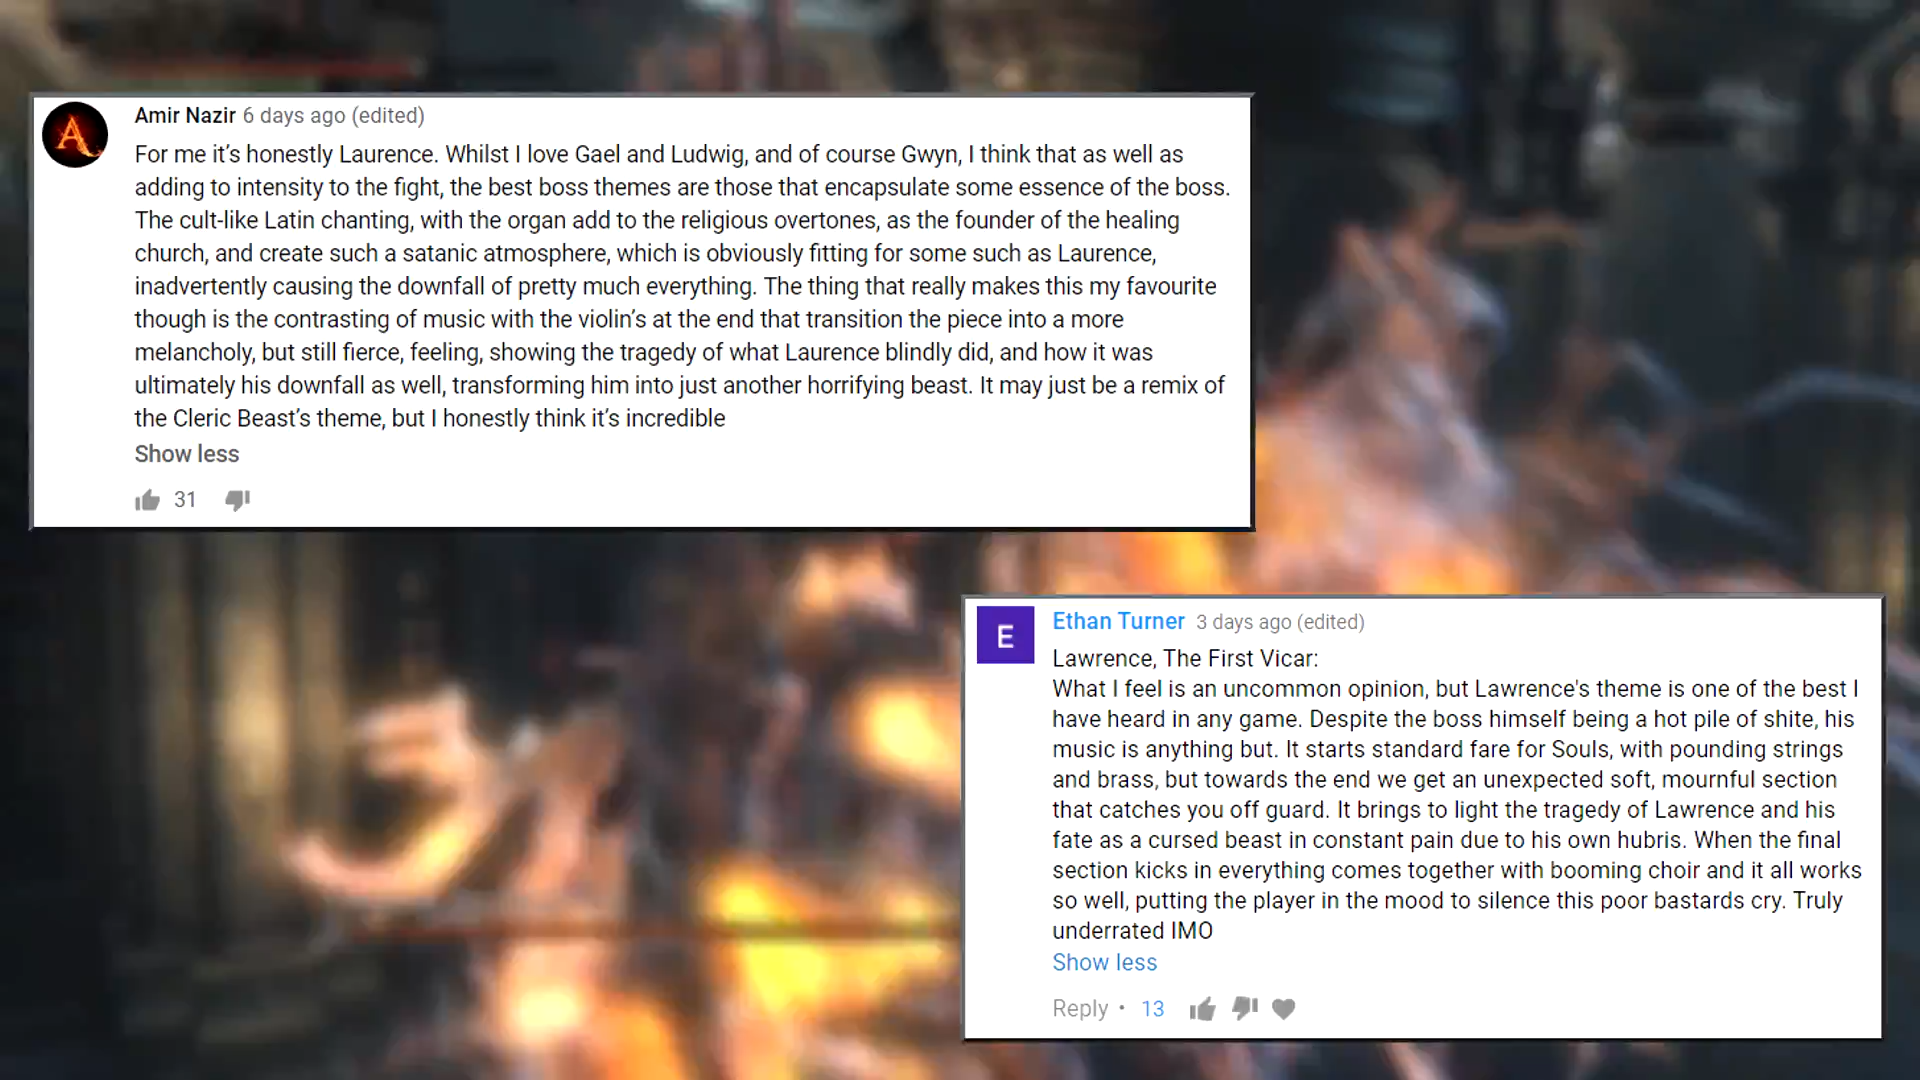 A
Amir Nazir 6 days ago (edited)
For me it’s honestly Laurence. Whilst I love Gael and Ludwig, and of course Gwyn, I think that as well as
adding to intensity to the fight, the best boss themes are those that encapsulate some essence of the boss.
The cult-like Latin chanting, with the organ add to the religious overtones, as the founder of the healing
church, and create such a satanic atmosphere, which is obviously fitting for some such as Laurence,
inadvertently causing the downfall of pretty much everything. The thing that really makes this my favourite
though is the contrasting of music with the violin’s at the end that transition the piece into a more
melancholy, but still fierce, feeling, showing the tragedy of what Laurence blindly did, and how it was
ultimately his downfall as well, transforming him into just another horrifying beast. It may just be a remix of
the Cleric Beast’s theme, but I honestly think it’s incredible
Show less
31
E
Ethan Turner 3 days ago (edited)
Lawrence, The First Vicar:
What I feel is an uncommon opinion, but Lawrence's theme is one of the best I
have heard in any game. Despite the boss himself being a hot pile of shite, his
music is anything but. It starts standard fare for Souls, with pounding strings
and brass, but towards the end we get an unexpected soft, mournful section
that catches you off guard. It brings to light the tragedy of Lawrence and his
fate as a cursed beast in constant pain due to his own hubris. When the final
section kicks in everything comes together with booming choir and it all works
so well, putting the player in the mood to silence this poor bastards cry. Truly
underrated IMO
Show less
Reply • 13